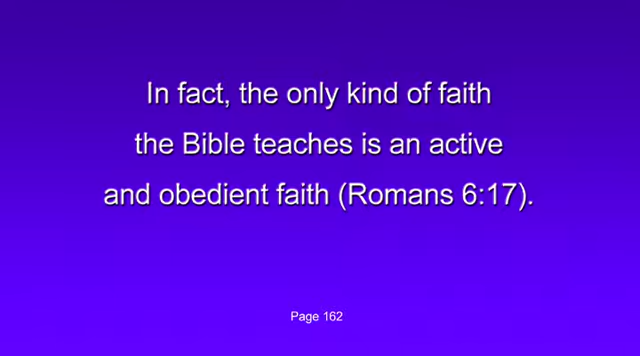 In fact, the only kind of faith
the Bible teaches is an active
and obedient faith (Romans 6:17).
Page 162